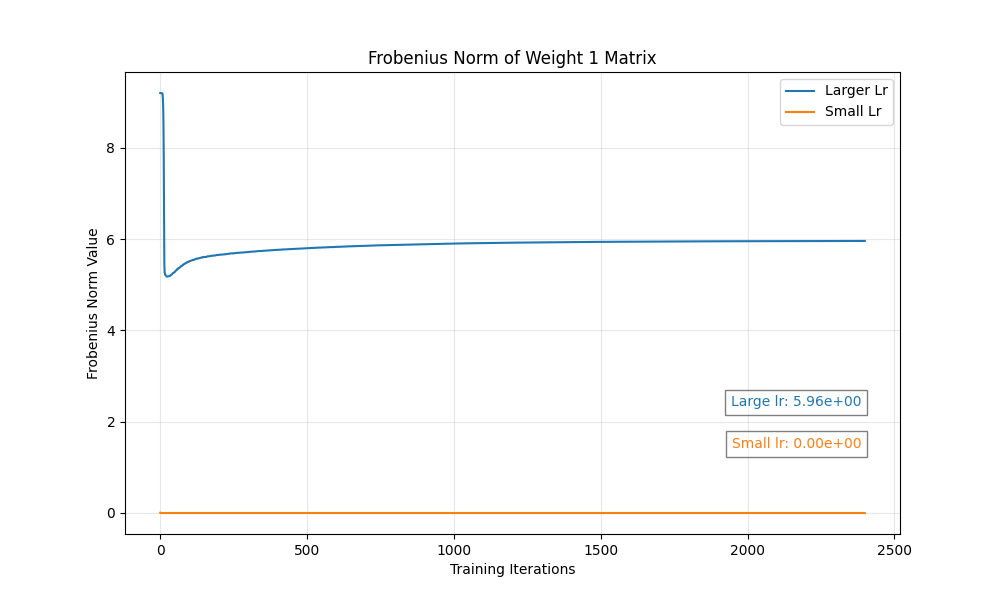 Frobenius Norm of Weight 1 Matrix
Larger Lr
Small Lr
Frobenius Norm Value
8
6
4
2
0
Large lr: 5.96e+00
Small lr: 0.00e+00
0
500
1000
1500
2000
2500
Training Iterations